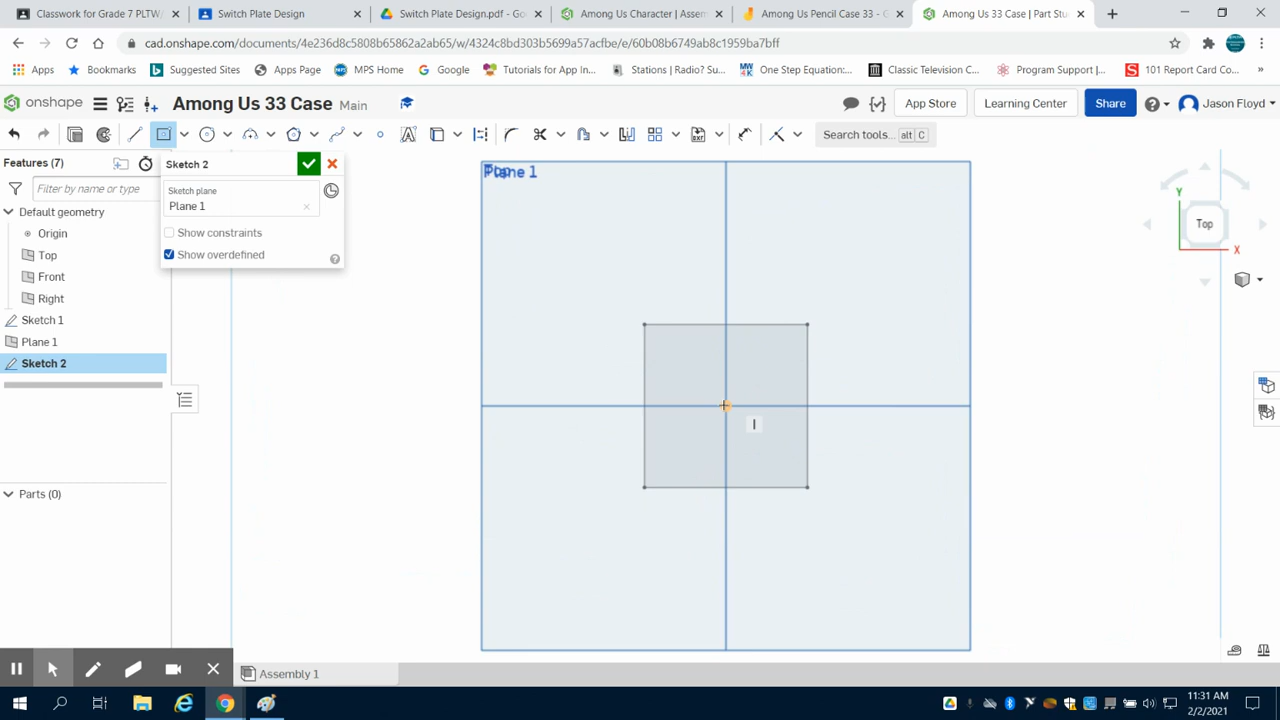 Classwork for Grade 7 PLTW/
Switch Plate Design
Switch Plate Design.pdf - Go
Among Us Character | Assem
Among Us Pencil Case 33 - G
Among Us 33 Case | Part Stu
cad.onshape.com/documents/4e236d8c5808b65862a2ab65/w/4324c8bd303b5699a57acfbe/e/60b08b6749ab8c1959ba7bff
Apps
Bookmarks
Suggested Sites
Apps Page
MPS Home
Google
Tutorials for App In...
Stations | Radio? Su...
One Step Equation:...
Classic Television C...
Program Support |...
101 Report Card Co...
»
onshape
Among Us 33 Case Main
App Store
Learning Center
Share
Jason Floyd
Search tools... alt C
Features (7)
Filter by name or type
Default geometry
Origin
Top
Front
Right
Sketch 1
Plane 1
Sketch 2
Parts (0)
Sketch 2
Sketch plane
Plane 1
Show constraints
Show overdefined
Plane 1
Y
Top
X
Assembly 1
11:31 AM
2/2/2021